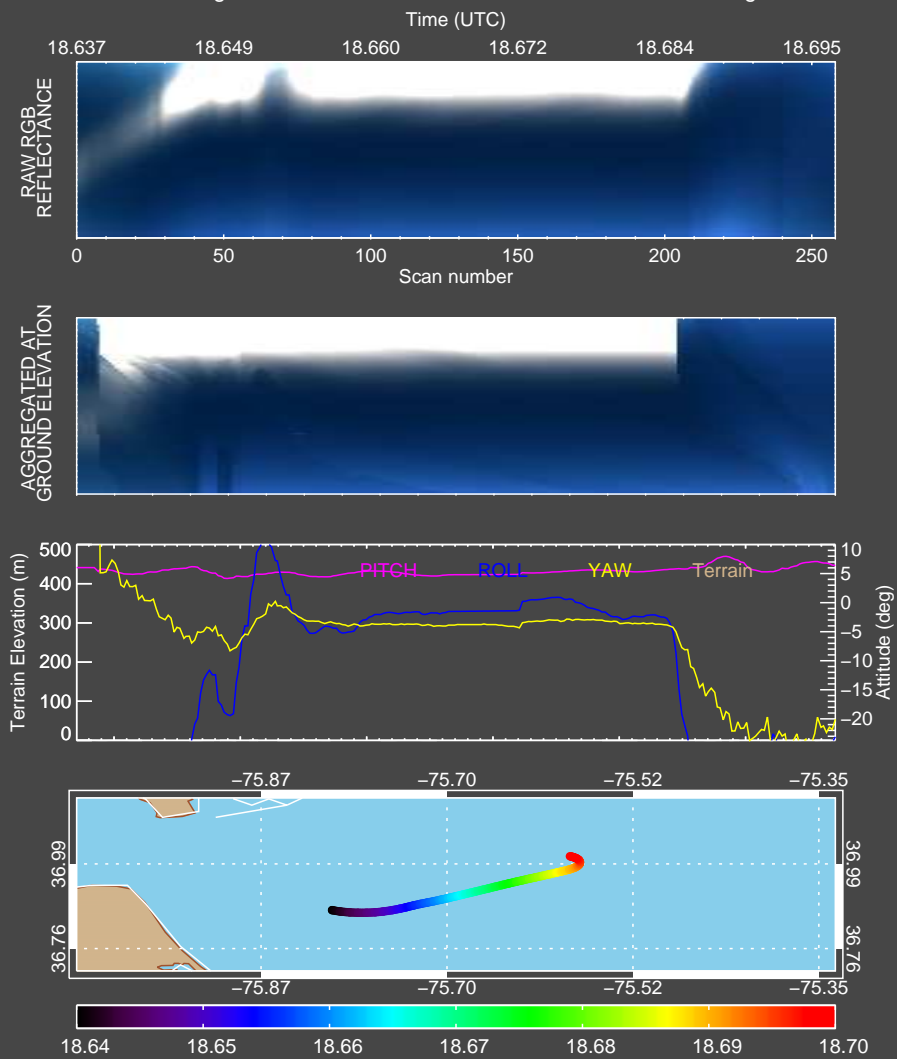 Time (UTC)
18.637 18.649 18.660 18.672 18.684 18.695
RAW RGB
REFLECTANCE
0 50 100 150 200 250
Scan number
AGGREGATED AT
GROUND ELEVATION
Terrain Elevation (m)
500
400
300
200
100
0
PITCH ROLL YAW Terrain
10
5
0
−5
−10
−15
−20
Attitude (deg)
−75.87 −75.70 −75.52 −75.35
36.99 36.99
36.76 36.76
−75.87 −75.70 −75.52 −75.35
18.64 18.65 18.66 18.67 18.68 18.69 18.70